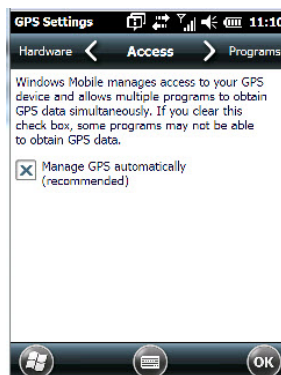 GPS Settings 11:10
Hardware Access Programs
Windows Mobile manages access to your GPS
device and allows multiple programs to obtain
GPS data simultaneously. If you clear this
check box, some programs may not be able
to obtain GPS data.
Manage GPS automatically
(recommended)
OK